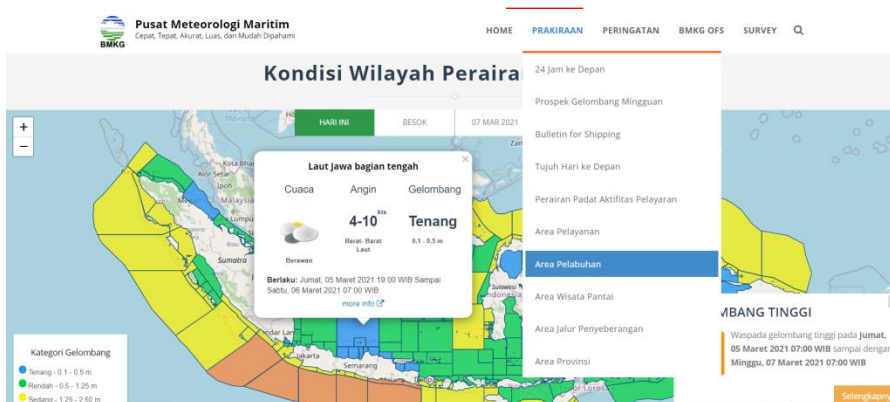 Pusat Meteorologi Maritim
Cepat, Tepat, Akurat, Luas, dan Mudah Dipahami
BMKG
HOME PRAKIRAAN PERINGATAN BMKG OFS SURVEY
Kondisi Wilayah Peraira
24 Jam ke Depan
Prospek Gelombang Mingguan
Bulletin for Shipping
Tujuh Hari ke Depan
Perairan Padat Aktifitas Pelayaran
Area Pelayanan
Area Pelabuhan
Area Wisata Pantai
Area Jalur Penyeberangan
Area Provinsi
HARI INI BESOK 07 MAR 2021
+
−
Laut Jawa bagian tengah
×
Cuaca Angin Gelombang
4-10 kts Tenang
Barat- Barat Laut 0.1 - 0.5 m
Berawan
Berlaku: Jumat, 05 Maret 2021 19:00 WIB Sampai
Sabtu, 06 Maret 2021 07:00 WIB
more info
Kota Bha
Alor Setar
Ipoh
Malaysia
Sumatra
Jakarta
Semarang
Kategori Gelombang
Tenang - 0.1 - 0.5 m
Rendah - 0.5 - 1.25 m
Sedang - 1.25 - 2.50 m
MBANG TINGGI
Waspada gelombang tinggi pada Jumat,
05 Maret 2021 07:00 WIB sampai dengan
Minggu, 07 Maret 2021 07:00 WIB
Selengkapny